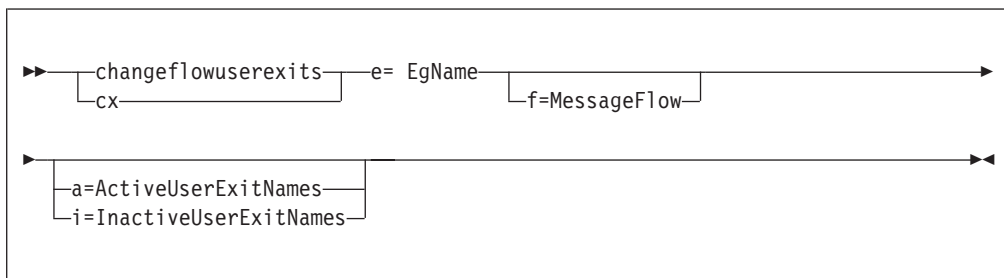 changeflowuserexits e= EgName
cx f=MessageFlow
a=ActiveUserExitNames
i=InactiveUserExitNames